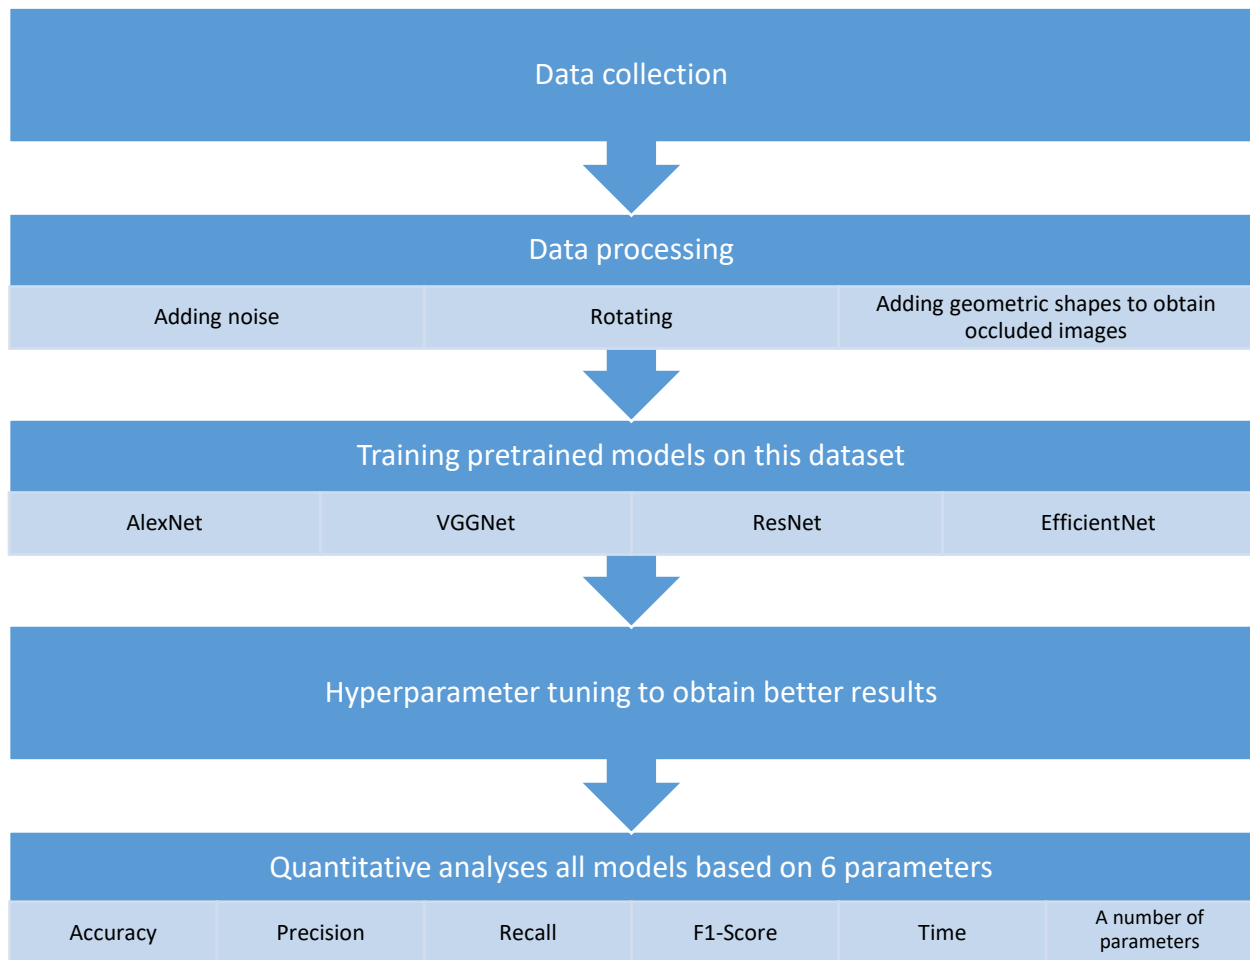 Data collection
Data processing
Adding noise
Rotating
Adding geometric shapes to obtain
occluded images
Training pretrained models on this dataset
AlexNet
VGGNet
ResNet
EfficientNet
Hyperparameter tuning to obtain better results
Quantitative analyses all models based on 6 parameters
Accuracy
Precision
Recall
F1-Score
Time
A number of
parameters